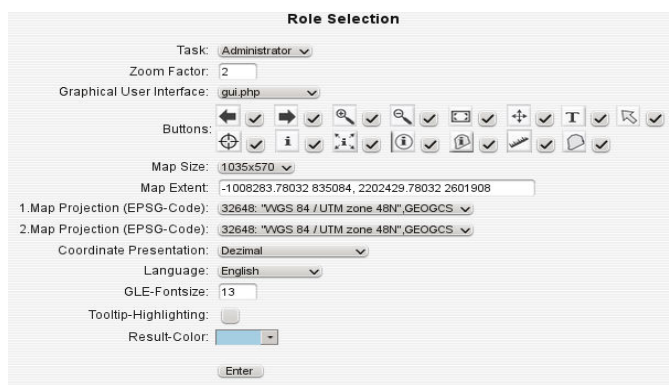 Role Selection
Task: Administrator
Zoom Factor: 2
Graphical User Interface: gui.php
Buttons:
T
i i i i
Map Size: 1035x570
Map Extent: -1008283.78032 835084, 2202429.78032 2601908
1.Map Projection (EPSG-Code): 32648: "WGS 84 / UTM zone 48N",GEOGCS
2.Map Projection (EPSG-Code): 32648: "WGS 84 / UTM zone 48N",GEOGCS
Coordinate Presentation: Dezimal
Language: English
GLE-Fontsize: 13
Tooltip-Highlighting:
Result-Color:
Enter